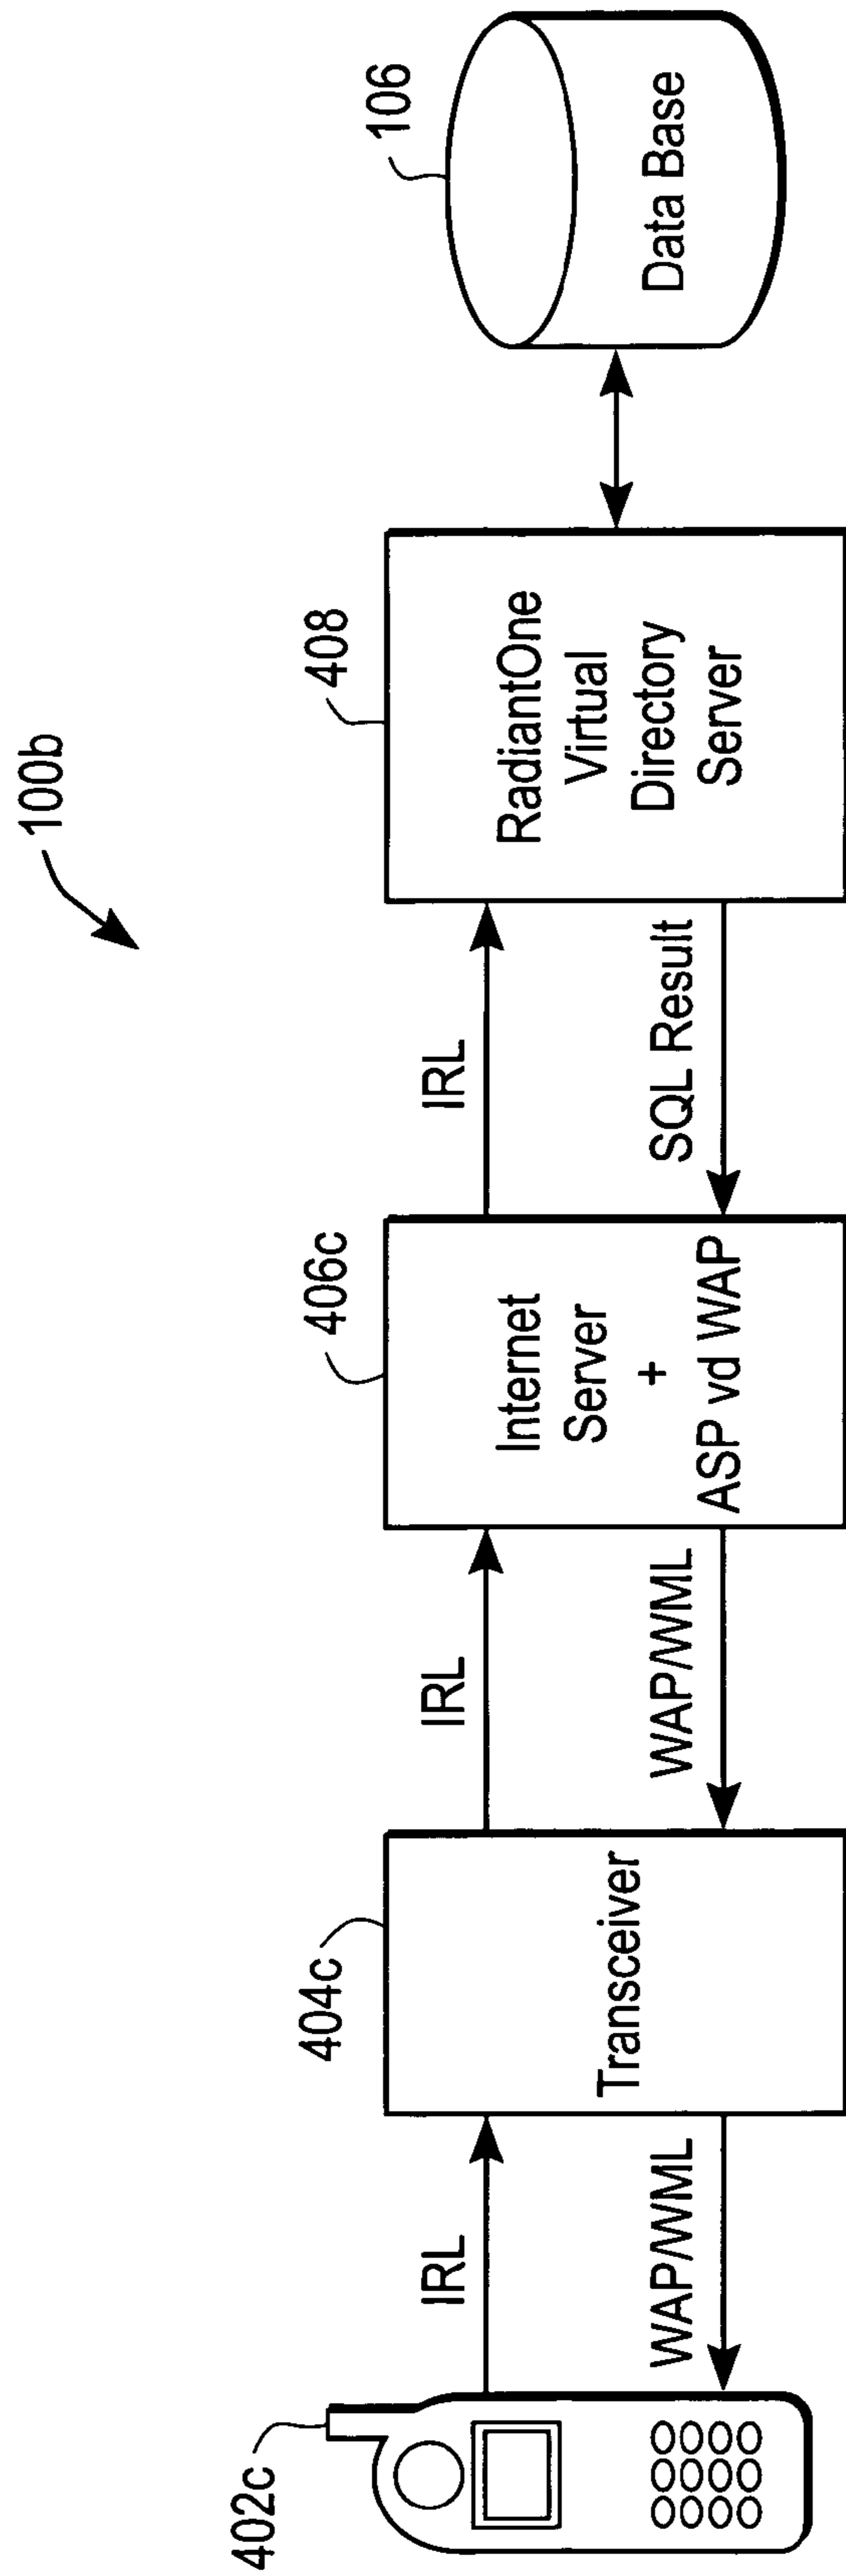 100b
402c
IRL
WAP/WML
404c
Transceiver
IRL
WAP/WML
406c
Internet
Server
+
ASP vd WAP
IRL
SQL Result
408
RadiantOne
Virtual
Directory
Server
106
Data Base